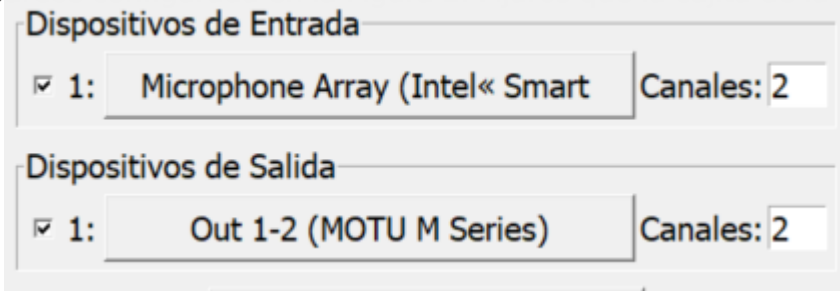 Dispositivos de Entrada
1: Microphone Array (Intel« Smart Canales: 2
Dispositivos de Salida
1: Out 1-2 (MOTU M Series) Canales: 2